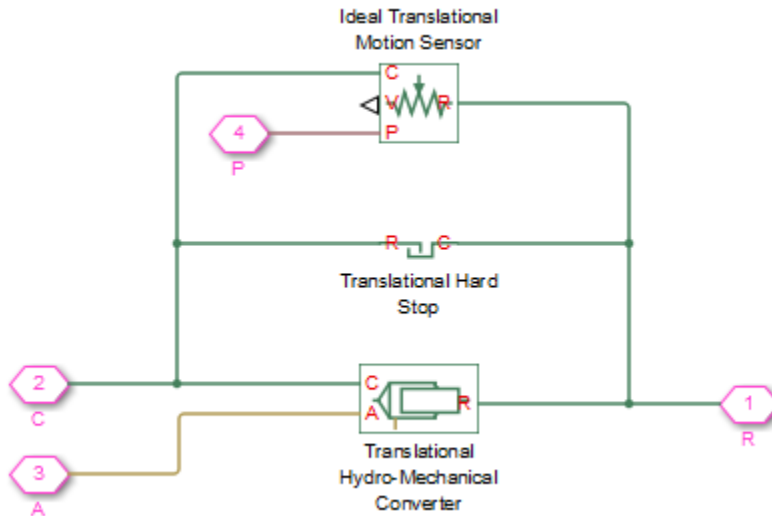 Ideal Translational
Motion Sensor
C
V
R
P
4
P
R
C
Translational Hard
Stop
2
C
C
A
R
1
R
3
A
Translational
Hydro-Mechanical
Converter